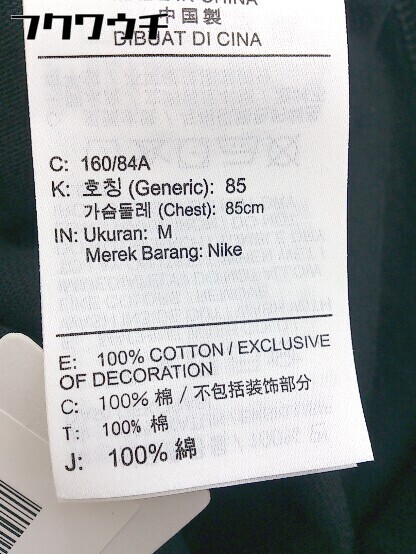 フクワウチ
中国製
DIBUAT DI CINA
C: 160/84A
K: 호칭 (Generic): 85
가슴둘레 (Chest): 85cm
IN: Ukuran: M
Merek Barang: Nike
E: 100% COTTON / EXCLUSIVE
OF DECORATION
C: 100% 棉 / 不包括装饰部分
T: 100% 棉
J: 100% 綿